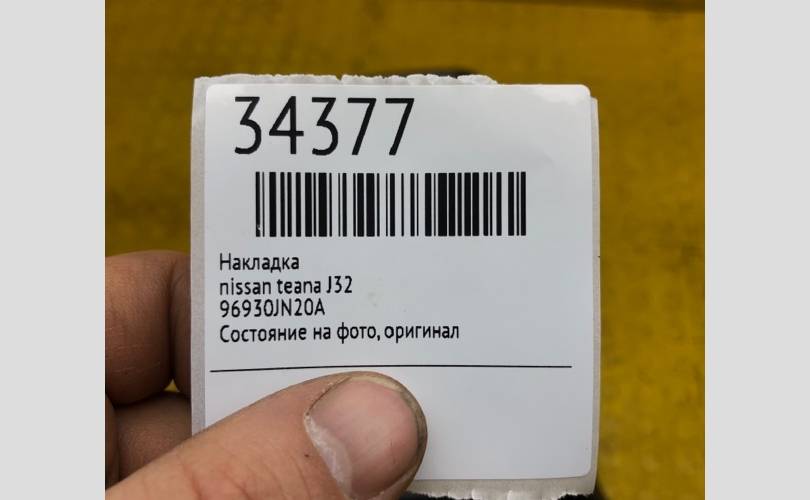 34377
Накладка
nissan teana J32
96930JN20A
Состояние на фото, оригинал